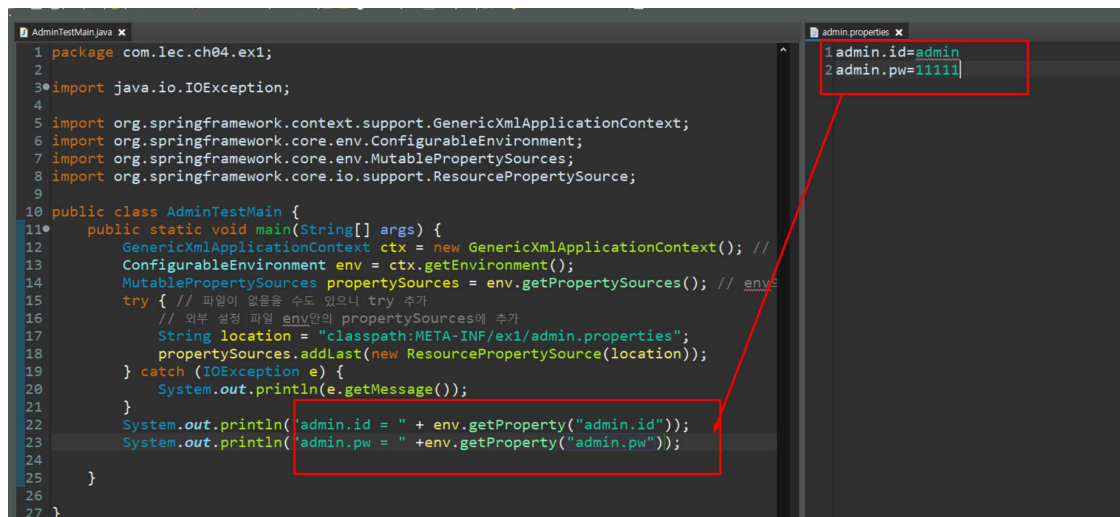 AdminTestMain.java
1 package com.lec.ch04.ex1;
2
3 import java.io.IOException;
4
5 import org.springframework.context.support.GenericXmlApplicationContext;
6 import org.springframework.core.env.ConfigurableEnvironment;
7 import org.springframework.core.env.MutablePropertySources;
8 import org.springframework.core.io.support.ResourcePropertySource;
9
10 public class AdminTestMain {
11 public static void main(String[] args) {
12 GenericXmlApplicationContext ctx = new GenericXmlApplicationContext(); //
13 ConfigurableEnvironment env = ctx.getEnvironment();
14 MutablePropertySources propertySources = env.getPropertySources(); // env의
15 try { // 파일이 없을을 수도 있으니 try 추가
16 // 외부 설정 파일 env안의 propertySources에 추가
17 String location = "classpath:META-INF/ex1/admin.properties";
18 propertySources.addLast(new ResourcePropertySource(location));
19 } catch (IOException e) {
20 System.out.println(e.getMessage());
21 }
22 System.out.println("admin.id = " + env.getProperty("admin.id"));
23 System.out.println("admin.pw = " +env.getProperty("admin.pw"));
24
25 }
26
27 }
admin.properties
1 admin.id=admin
2 admin.pw=11111